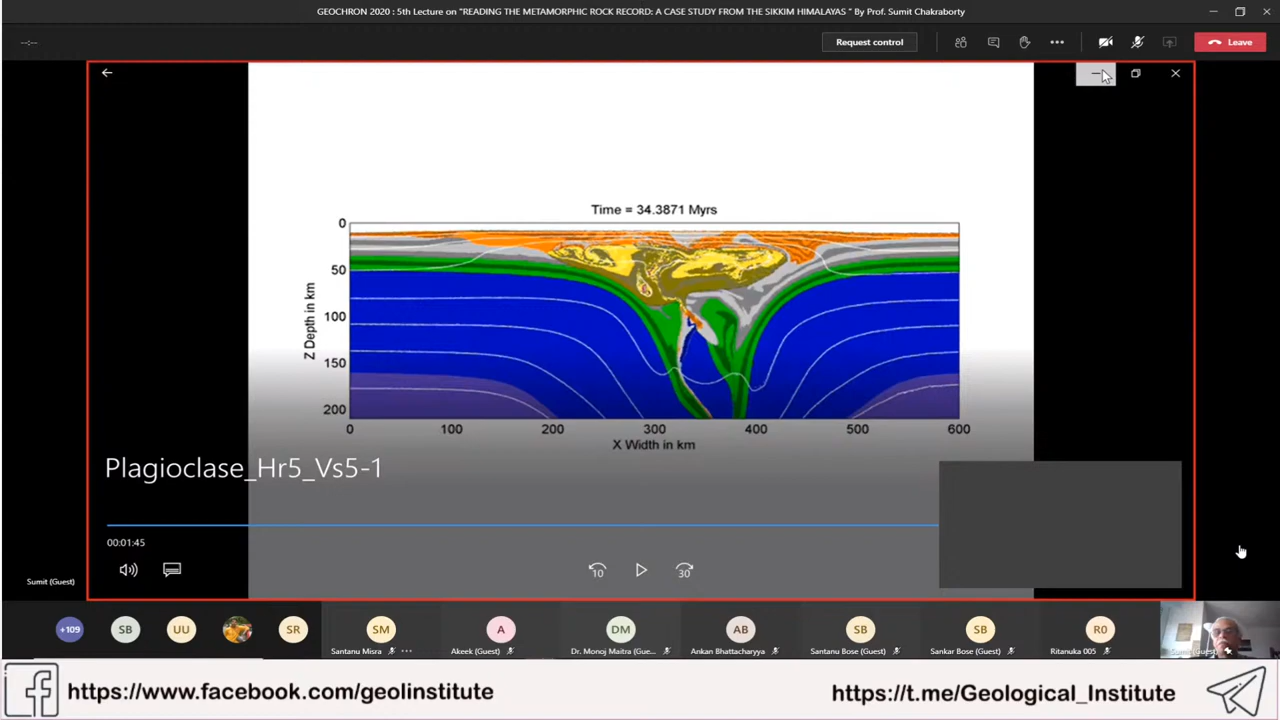 GEOCHRON 2020 : 5th Lecture on "READING THE METAMORPHIC ROCK RECORD: A CASE STUDY FROM THE SIKKIM HIMALAYAS " By Prof. Sumit Chakraborty
--:--
Request control
Leave
Time = 34.3871 Myrs
0
50
100
150
200
Z Depth in km
0 100 200 300 400 500 600
X Width in km
Plagioclase_Hr5_Vs5-1
00:01:45
10
30
Sumit (Guest)
+109 SB UU SR SM A DM AB SB SB R0
Santanu Misra Akeek (Guest) Dr. Monoj Maitra (Gue... Ankan Bhattacharyya Santanu Bose (Guest) Sankar Bose (Guest) Ritanuka 005 Sumit (Guest)
https://www.facebook.com/geolinstitute
https://t.me/Geological_Institute